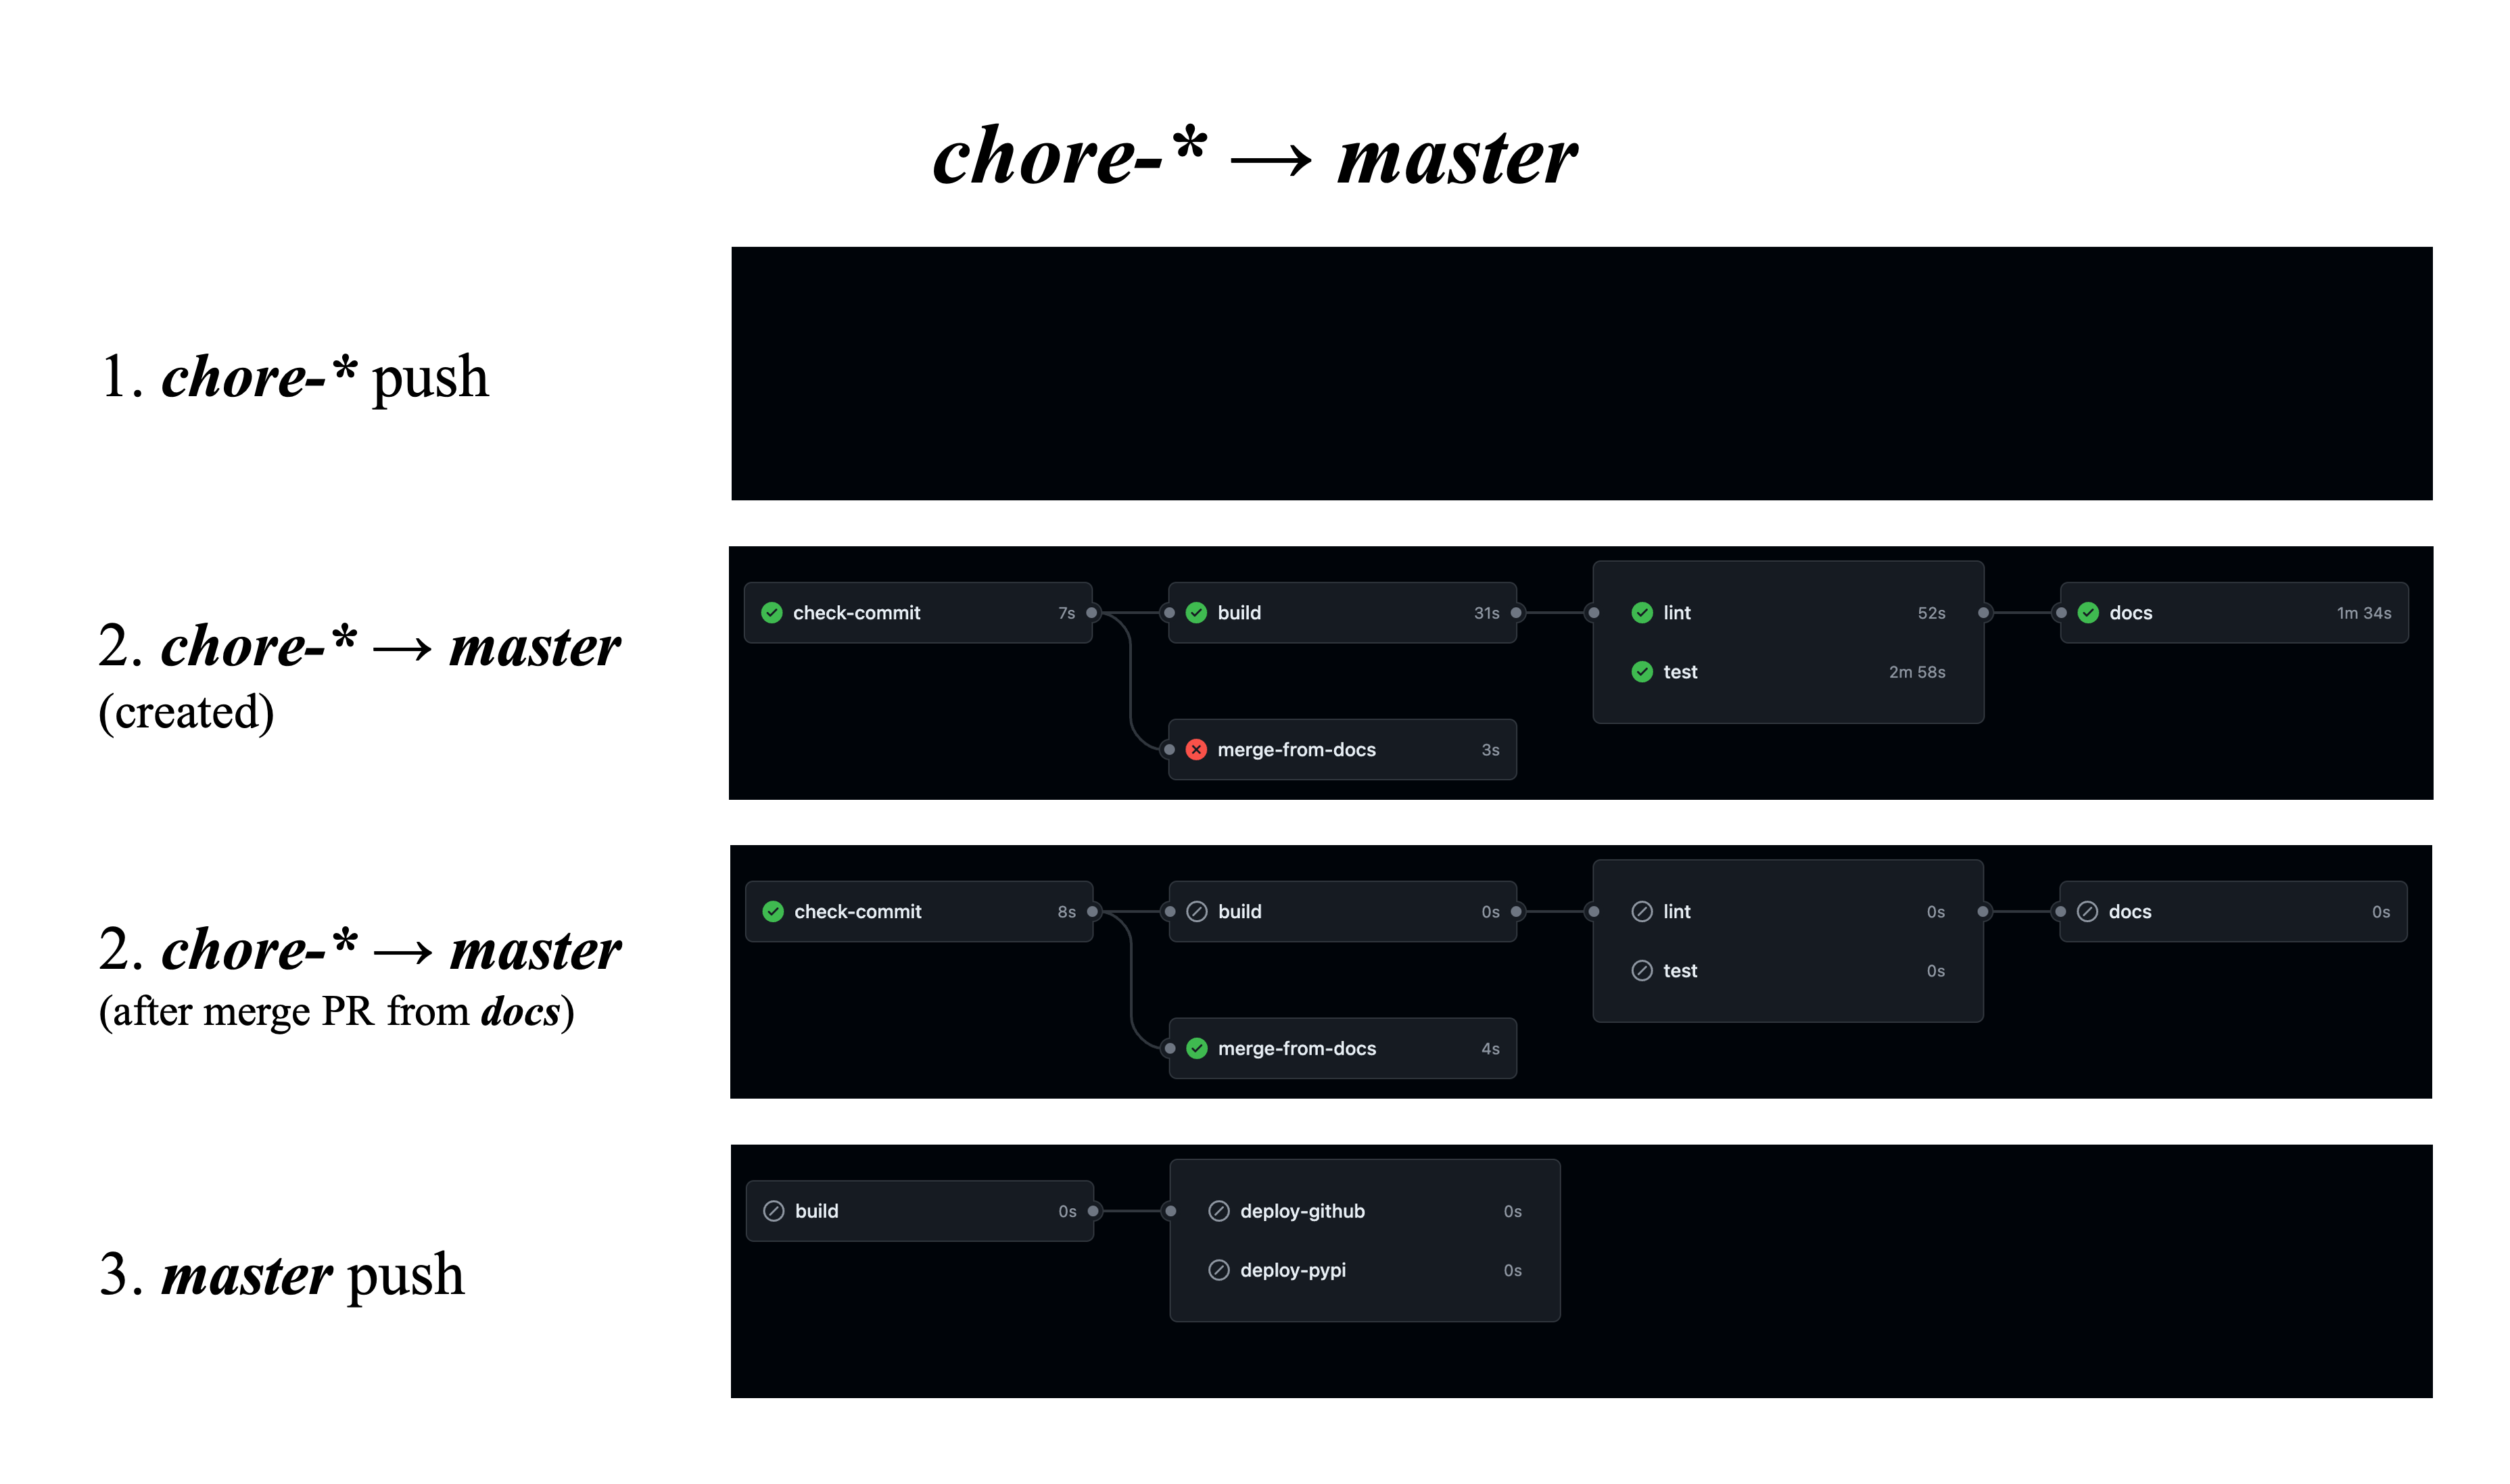 chore-* → master
1. chore-* push
2. chore-* → master
(created)
check-commit 7s
build 31s
lint 52s
docs 1m 34s
test 2m 58s
merge-from-docs 3s
2. chore-* → master
(after merge PR from docs)
check-commit 8s
build 0s
lint 0s
docs 0s
test 0s
merge-from-docs 4s
3. master push
build 0s
deploy-github 0s
deploy-pypi 0s